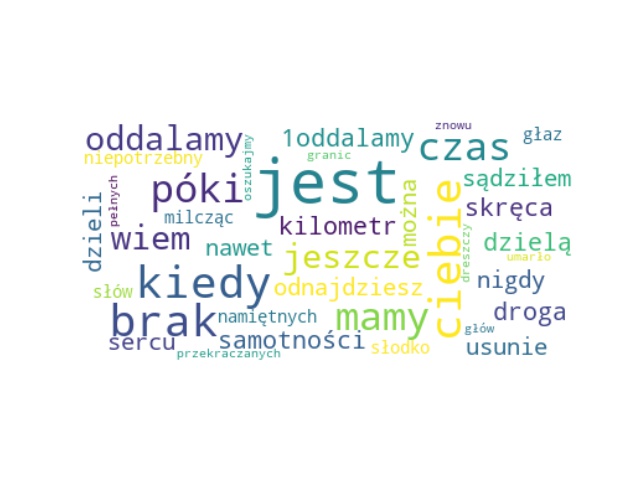 znowu
oddalamy
1oddalamy
czas
głaz
niepotrzebny
oszukajmy
granic
jest
póki
pełnych
sądziłem
ciebie
można
skręca
milcząc
kilometr
dzieli
wiem
nawet
jeszcze
dreszczy
dzielą
umarło
kiedy
odnajdziesz
nigdy
słów
brak
namiętnych
mamy
droga
głów
sercu
samotności
słodko
usunie
przekraczanych